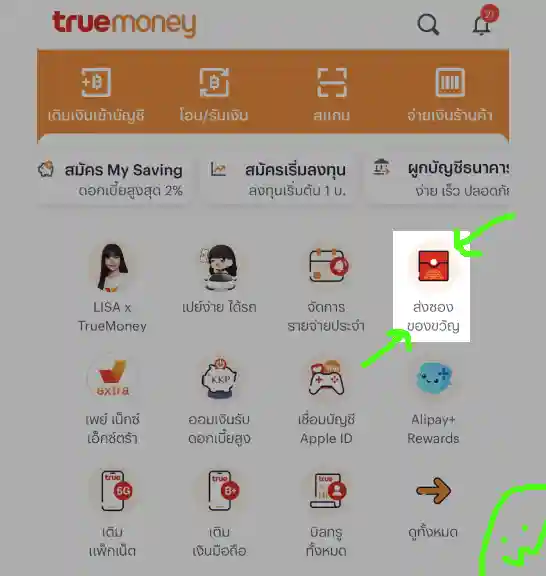 truemoney
27
เติมเงินเข้าบัญชี
โอน/รับเงิน
สแกน
จ่ายเงินร้านค้า
สมัคร My Saving
ดอกเบี้ยสูงสุด 2%
สมัครเริ่มลงทุน
ลงทุนเริ่มต้น 1 บ.
ผูกบัญชีธนาคาร
ง่าย เร็ว ปลอดภั
LISA x
TrueMoney
เปย์ง่าย ได้รถ
จัดการ
รายจ่ายประจำ
ส่งซอง
ของขวัญ
extra
KKP
เพย์ เน็กซ์
เอ็กซ์ตร้า
ออมเงินรับ
ดอกเบี้ยสูง
เชื่อมบัญชี
Apple ID
Alipay+
Rewards
true
5G
true
B+
true
เติม
แพ็กเน็ต
เติม
เงินมือถือ
บิลทรู
ทั้งหมด
ดูทั้งหมด